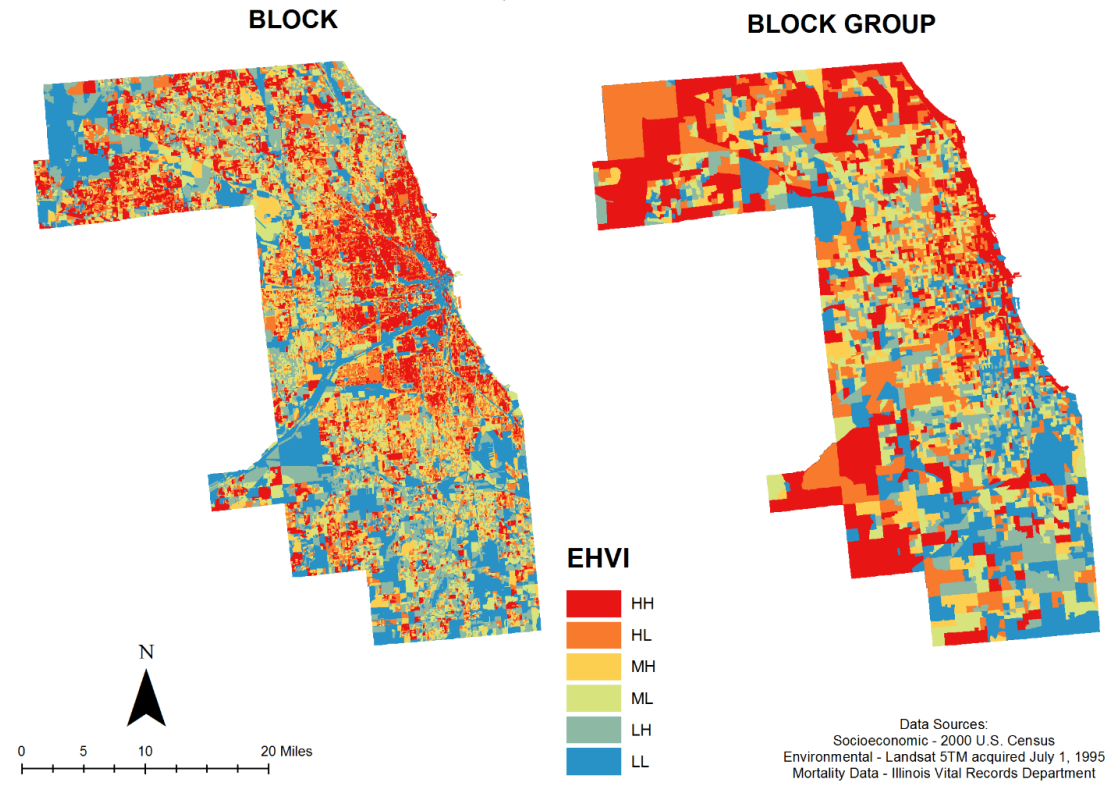 BLOCK
BLOCK GROUP
EHVI
HH
HL
MH
ML
LH
LL
N
0 5 10 20 Miles
Data Sources:
Socioeconomic - 2000 U.S. Census
Environmental - Landsat 5TM acquired July 1, 1995
Mortality Data - Illinois Vital Records Department